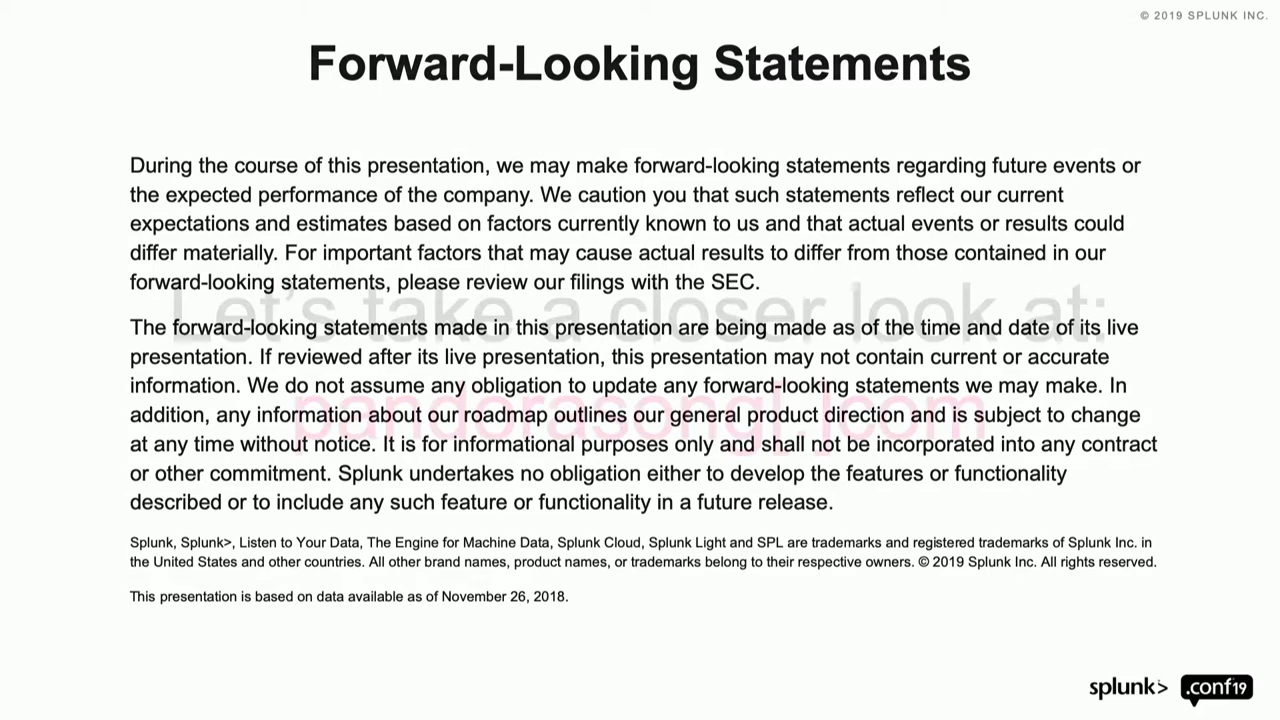 © 2019 SPLUNK INC.
Forward-Looking Statements
During the course of this presentation, we may make forward-looking statements regarding future events or
the expected performance of the company. We caution you that such statements reflect our current
expectations and estimates based on factors currently known to us and that actual events or results could
differ materially. For important factors that may cause actual results to differ from those contained in our
forward-looking statements, please review our filings with the SEC.
Let's take a closer look at:
The forward-looking statements made in this presentation are being made as of the time and date of its live
presentation. If reviewed after its live presentation, this presentation may not contain current or accurate
information. We do not assume any obligation to update any forward-looking statements we may make. In
pandorasong[.]com
addition, any information about our roadmap outlines our general product direction and is subject to change
at any time without notice. It is for informational purposes only and shall not be incorporated into any contract
or other commitment. Splunk undertakes no obligation either to develop the features or functionality
described or to include any such feature or functionality in a future release.
Splunk, Splunk>, Listen to Your Data, The Engine for Machine Data, Splunk Cloud, Splunk Light and SPL are trademarks and registered trademarks of Splunk Inc. in
the United States and other countries. All other brand names, product names, or trademarks belong to their respective owners. © 2019 Splunk Inc. All rights reserved.
This presentation is based on data available as of November 26, 2018.
splunk> .conf19